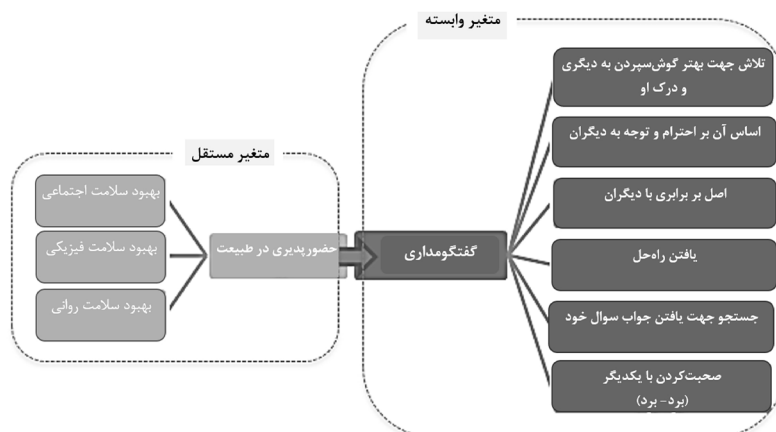 متغیر وابسته
تلاش جهت بهتر گوش‌سپردن به دیگری
و درک او
اساس آن بر احترام و توجه به دیگران
اصل بر برابری با دیگران
یافتن راه‌حل
جستجو جهت یافتن جواب سوال خود
صحبت‌کردن با یکدیگر
(برد- برد)
گفتگومداری
متغیر مستقل
حضورپذیری در طبیعت
بهبود سلامت اجتماعی
بهبود سلامت فیزیکی
بهبود سلامت روانی